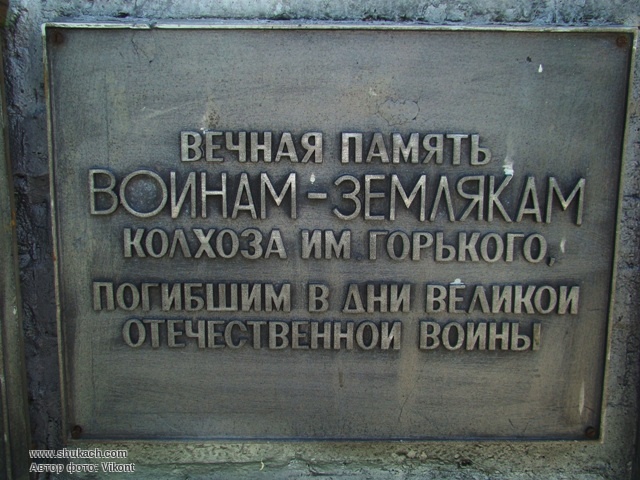 ВЕЧНАЯ ПАМЯТЬ
ВОИНАМ-ЗЕМЛЯКАМ
КОЛХОЗА ИМ. ГОРЬКОГО,
ПОГИБШИМ В ДНИ ВЕЛИКОИ
ОТЕЧЕСТВЕННОИ ВОИНЫ
www.shukach.com
Автор фото: Vikont